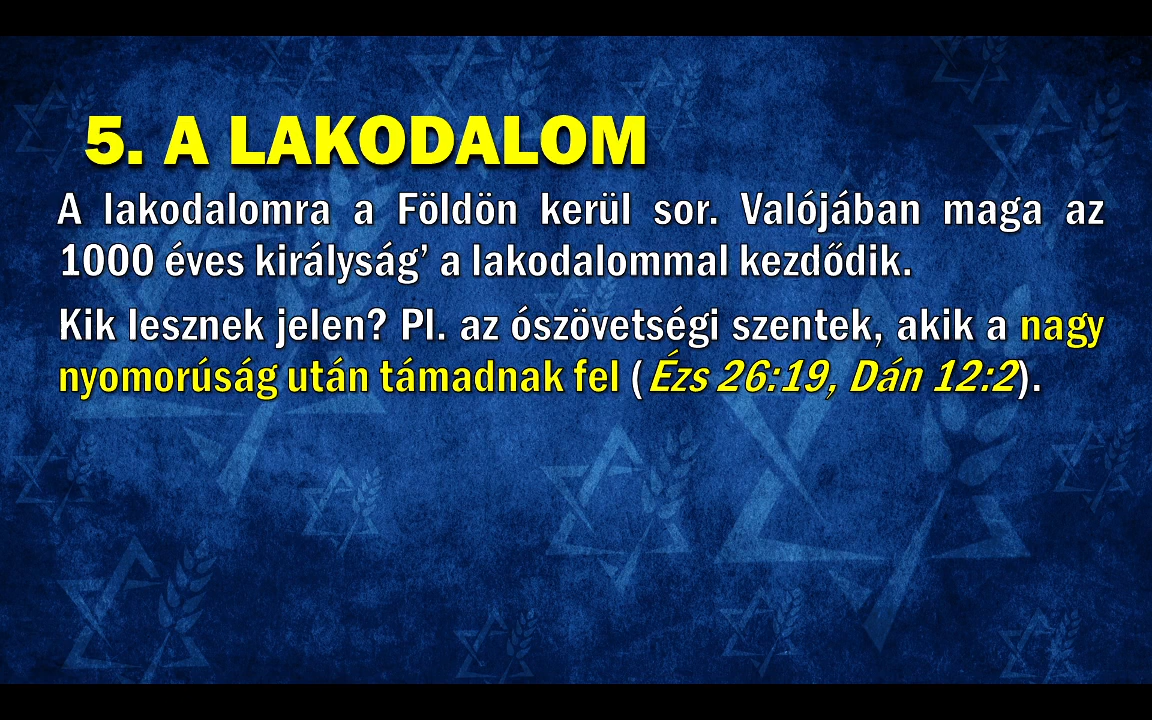 5. A LAKODALOM
A lakodalomra a Földön kerül sor. Valójában maga az
1000 éves királyság’ a lakodalommal kezdődik.
Kik lesznek jelen? Pl. az ószövetségi szentek, akik a nagy
nyomorúság után támadnak fel (Ézs 26:19, Dán 12:2).